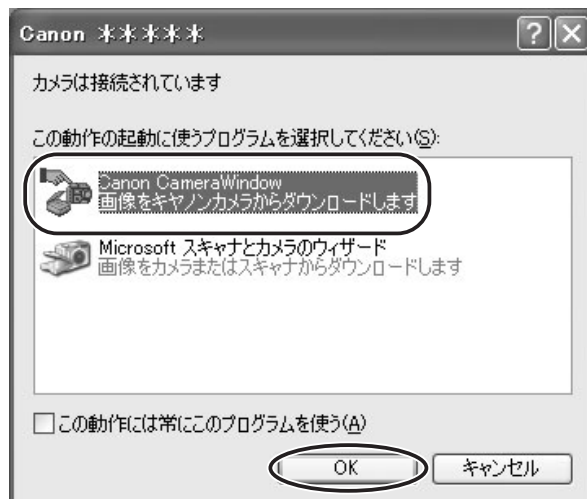 Canon *****
カメラは接続されています
この動作の起動に使うプログラムを選択してください(S):
Canon CameraWindow
画像をキヤノンカメラからダウンロードします
Microsoft スキャナとカメラのウィザード
画像をカメラまたはスキャナからダウンロードします
この動作には常にこのプログラムを使う(A)
OK キャンセル